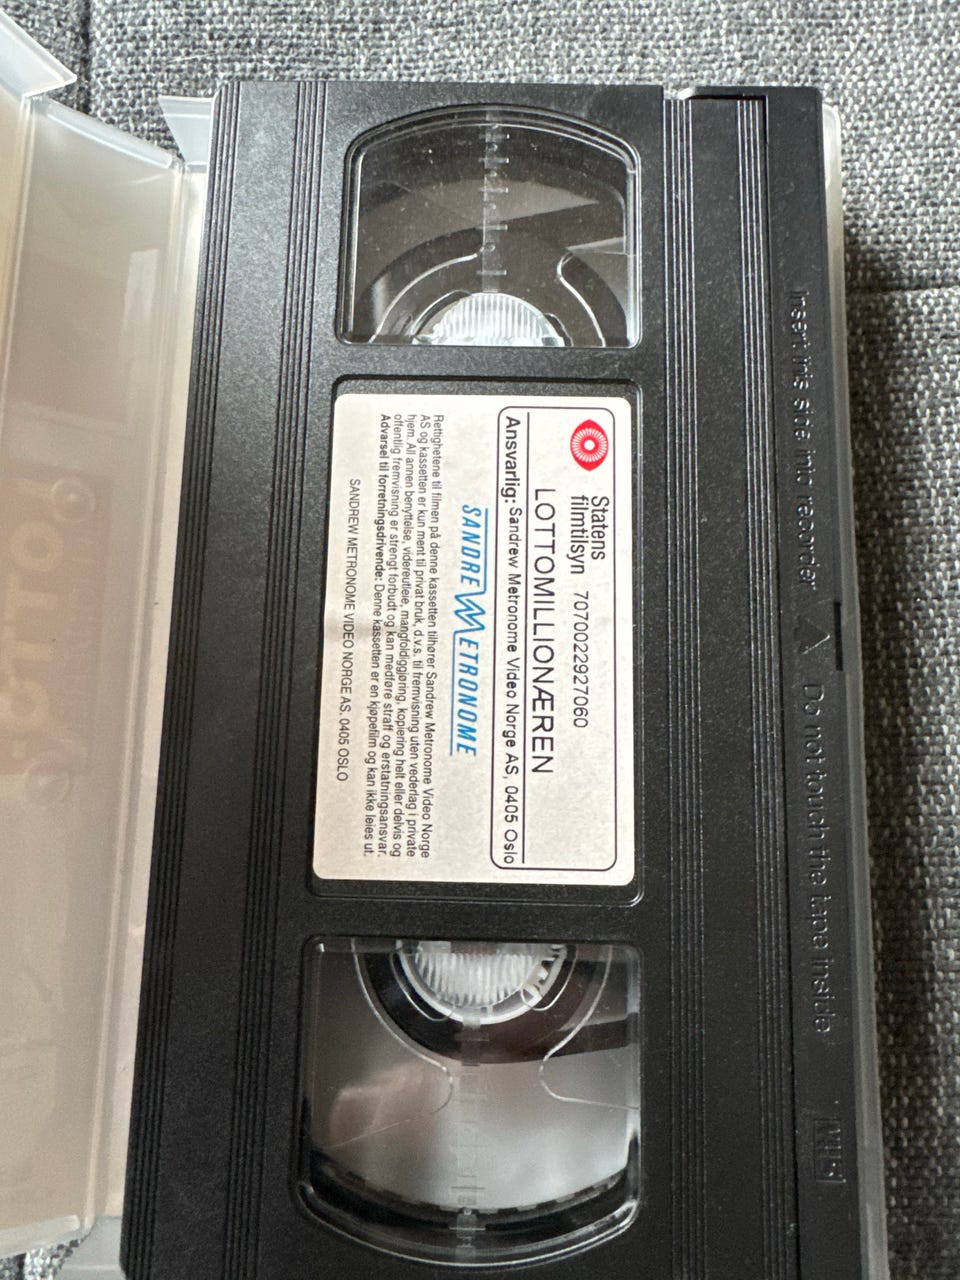 Statens
filmtilsyn 7070022927060
LOTTOMILLIONÆREN
Ansvarlig: Sandrew Metronome Video Norge AS, 0405 Oslo
SANDREW METRONOME
Rettighetene til filmen på denne kassetten tilhører Sandrew Metronome Video Norge
AS og kassetten er kun ment til privat bruk, d.v.s. til fremvisning uten vederlag i private
hjem. All annen benyttelse, videreutleie, mangfoldiggjøring, kopiering helt eller delvis og
offentlig fremvisning er strengt forbudt og kan medføre straff og erstatningsansvar.
Advarsel til forretningsdrivende: Denne kassetten er en kjøpefilm og kan ikke leies ut.
SANDREW METRONOME VIDEO NORGE AS, 0405 OSLO
Insert this side into recorder Do not touch the tape inside
VHS